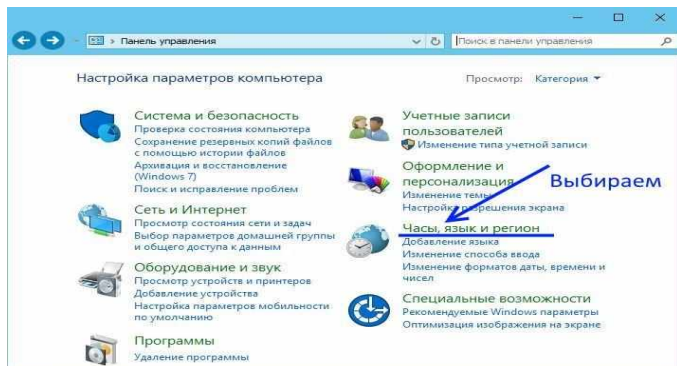 Панель управления
Поиск в панели управления
Настройка параметров компьютера
Просмотр: Категория
Система и безопасность
Проверка состояния компьютера
Сохранение резервных копий файлов
с помощью истории файлов
Архивация и восстановление
(Windows 7)
Поиск и исправление проблем
Сеть и Интернет
Просмотр состояния сети и задач
Выбор параметров домашней группы
и общего доступа к данным
Оборудование и звук
Просмотр устройств и принтеров
Добавление устройства
Настройка параметров мобильности
по умолчанию
Программы
Удаление программы
Учетные записи
пользователей
Изменение типа учетной записи
Оформление и
персонализация
Изменение темы
Настройка разрешения экрана
Выбираем
Часы, язык и регион
Добавление языка
Изменение способа ввода
Изменение форматов даты, времени и
чисел
Специальные возможности
Рекомендуемые Windows параметры
Оптимизация изображения на экране